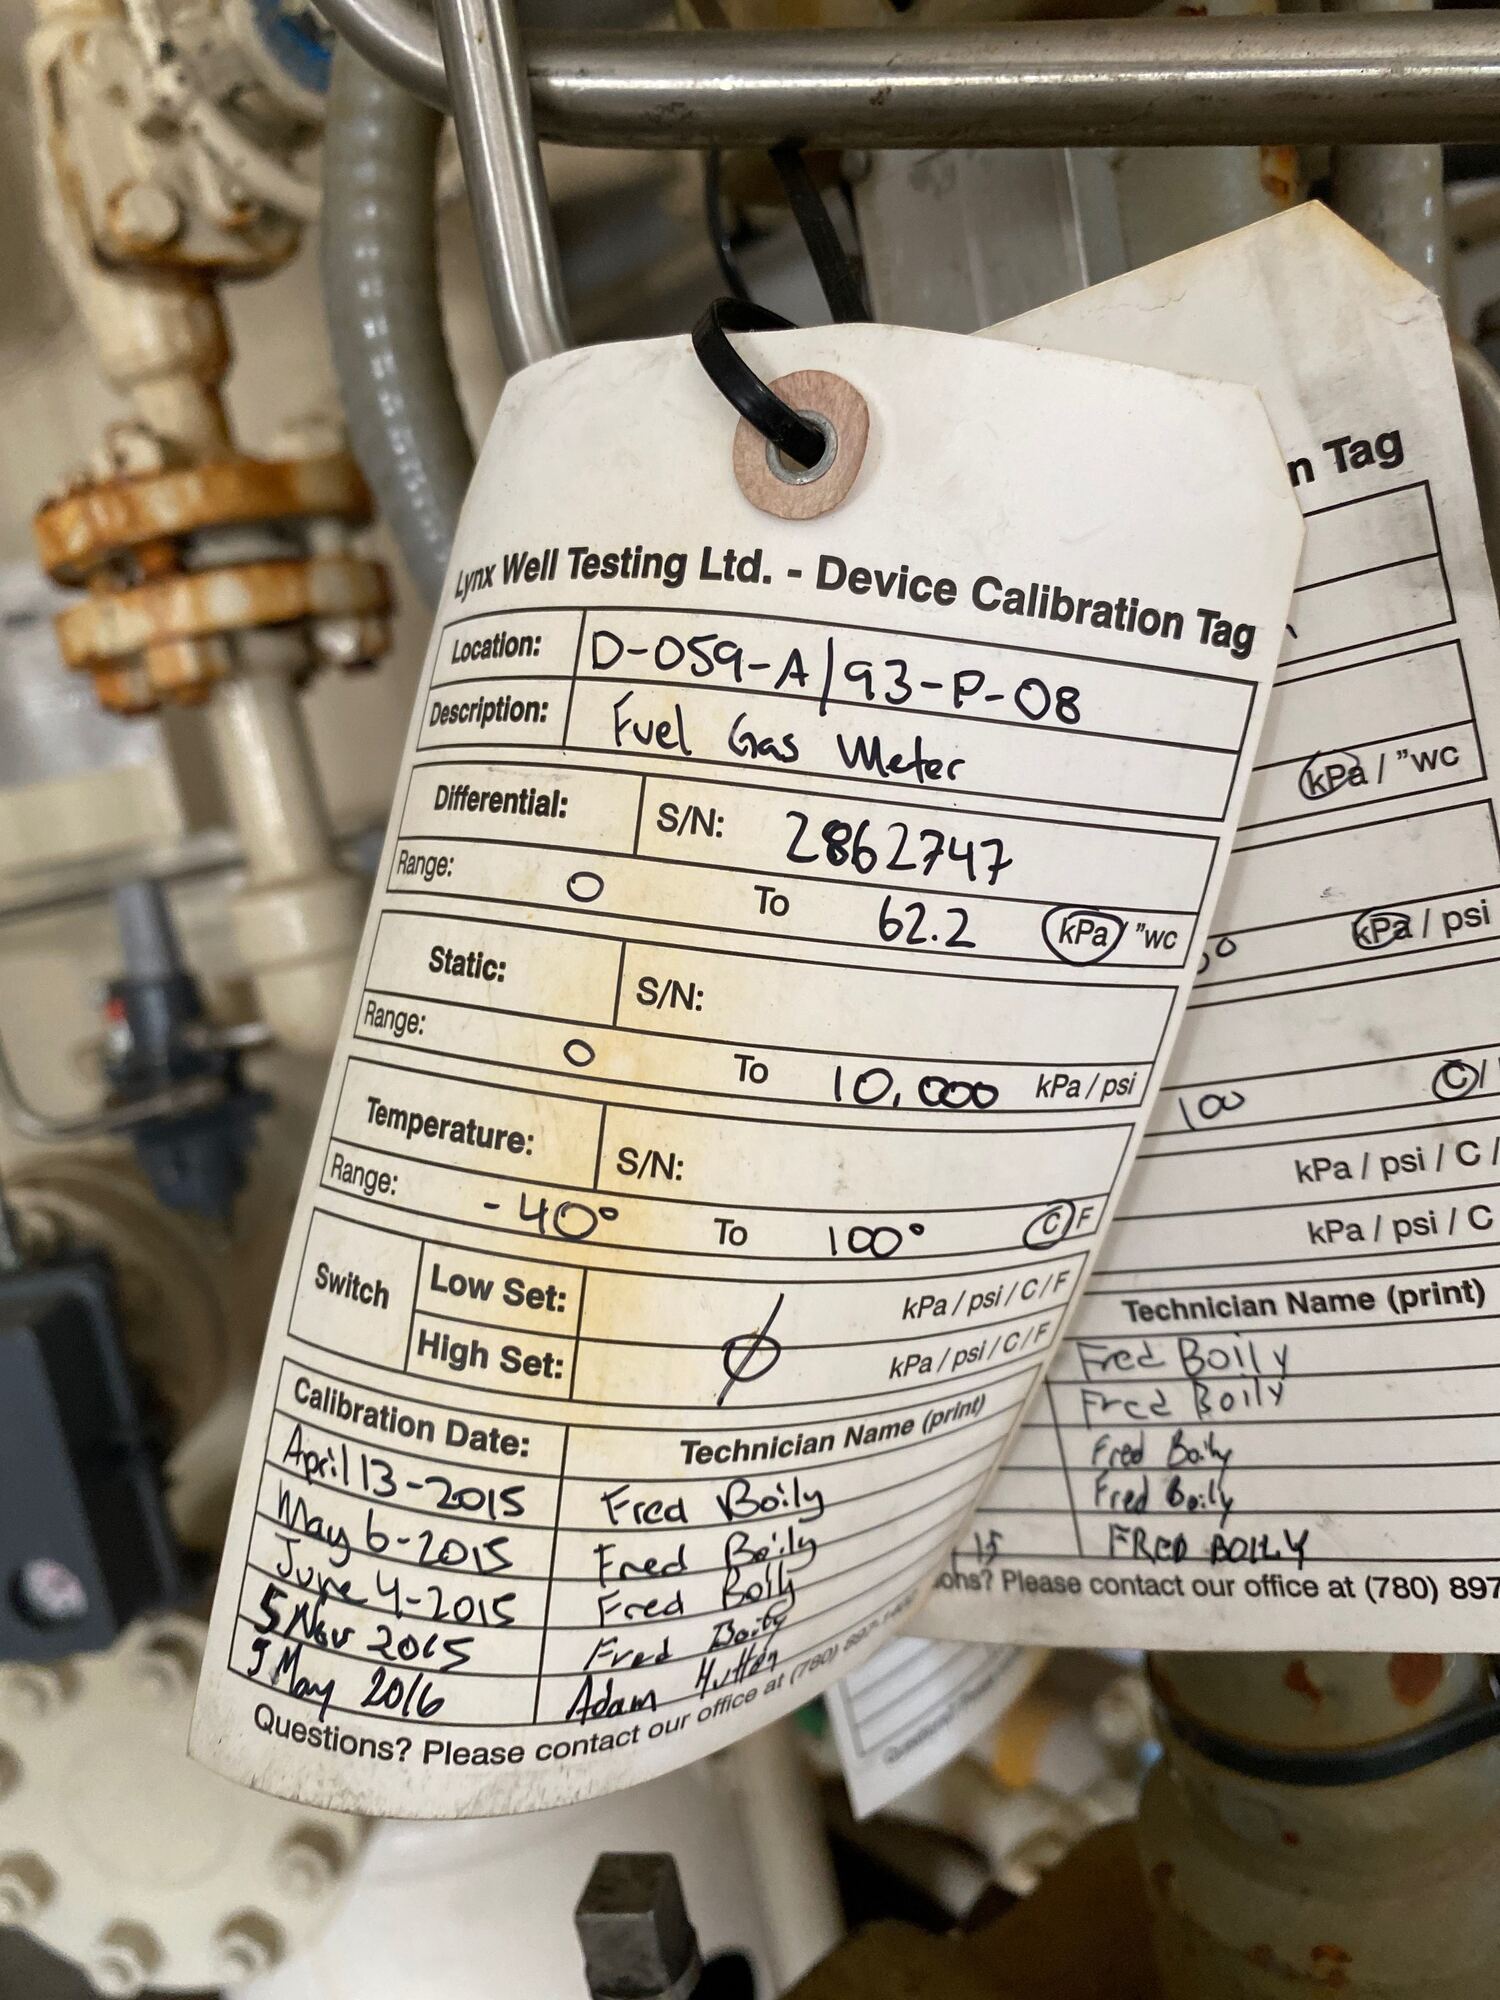 Lynx Well Testing Ltd. - Device Calibration Tag
Location: D-059-A/93-P-08
Description: Fuel Gas Meter
Differential: S/N: 2862747
Range: 0 To 62.2 kPa / "wc
Static: S/N:
Range: 0 To 10,000 kPa / psi
Temperature: S/N:
Range: -40° To 100° C/F
Switch
Low Set: kPa / psi / C / F
High Set: Ø kPa / psi / C / F
Calibration Date: Technician Name (print)
April 13-2015 Fred Boily
May 6-2015 Fred Boily
June 4-2015 Fred Boily
5 Nov 2015 Fred Boily
9 May 2016 Adam Hutton
Questions? Please contact our office at (780) 897
n Tag
kPa / "wc
kPa / psi
100 C/
kPa / psi / C /
kPa / psi / C
Technician Name (print)
Fred Boily
Fred Boily
Fred Boily
Fred Boily
15 FRED BOILY
ons? Please contact our office at (780) 897